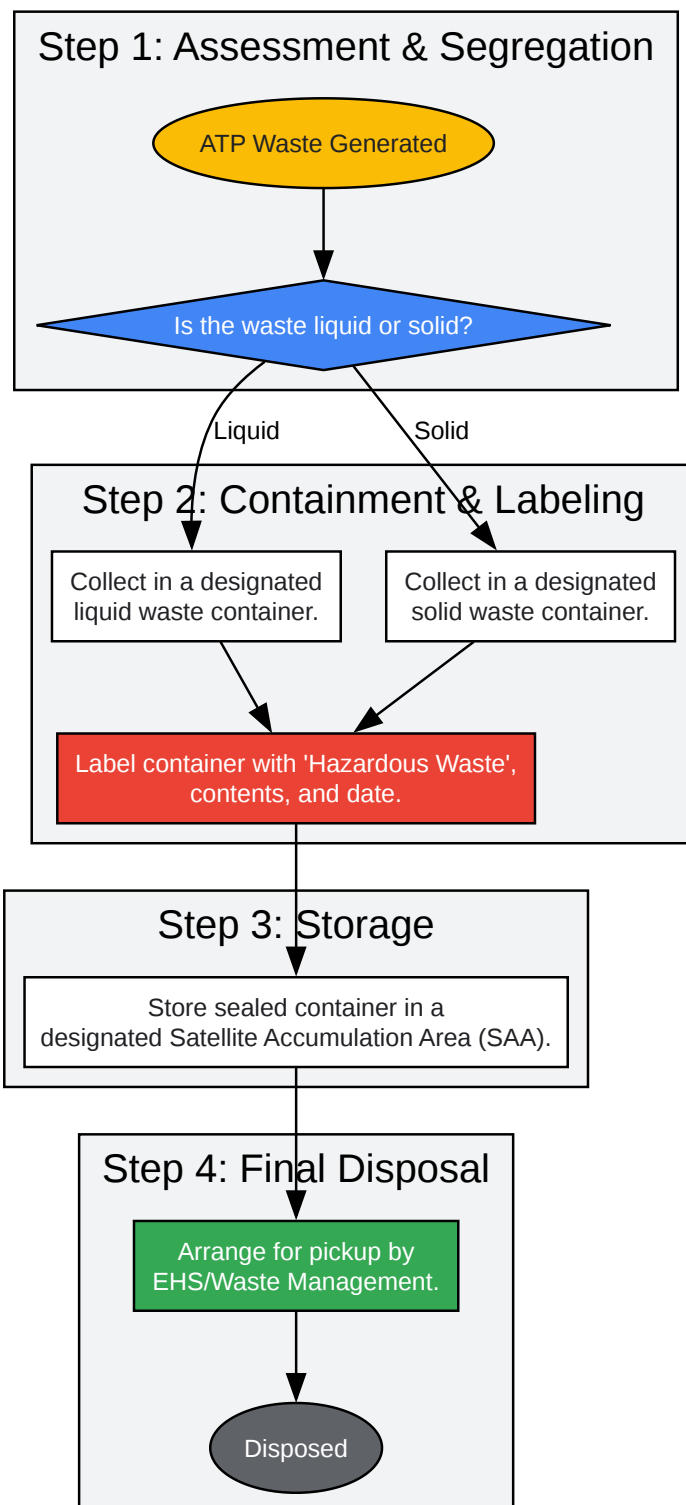 Step 1: Assessment & Segregation
ATP Waste Generated
Is the waste liquid or solid?
Liquid
Solid
Step 2: Containment & Labeling
Collect in a designated
liquid waste container.
Collect in a designated
solid waste container.
Label container with 'Hazardous Waste',
contents, and date.
Step 3: Storage
Store sealed container in a
designated Satellite Accumulation Area (SAA).
Step 4: Final Disposal
Arrange for pickup by
EHS/Waste Management.
Disposed